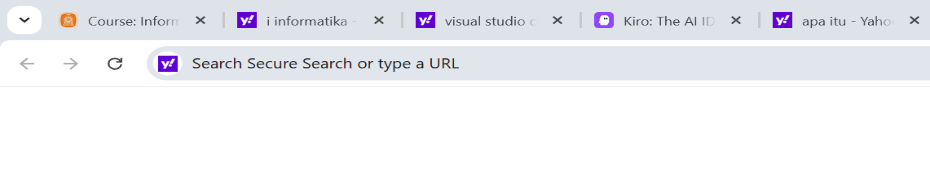 Course: Inform
i informatika -
visual studio c
Kiro: The AI ID
apa itu - Yaho
Search Secure Search or type a URL